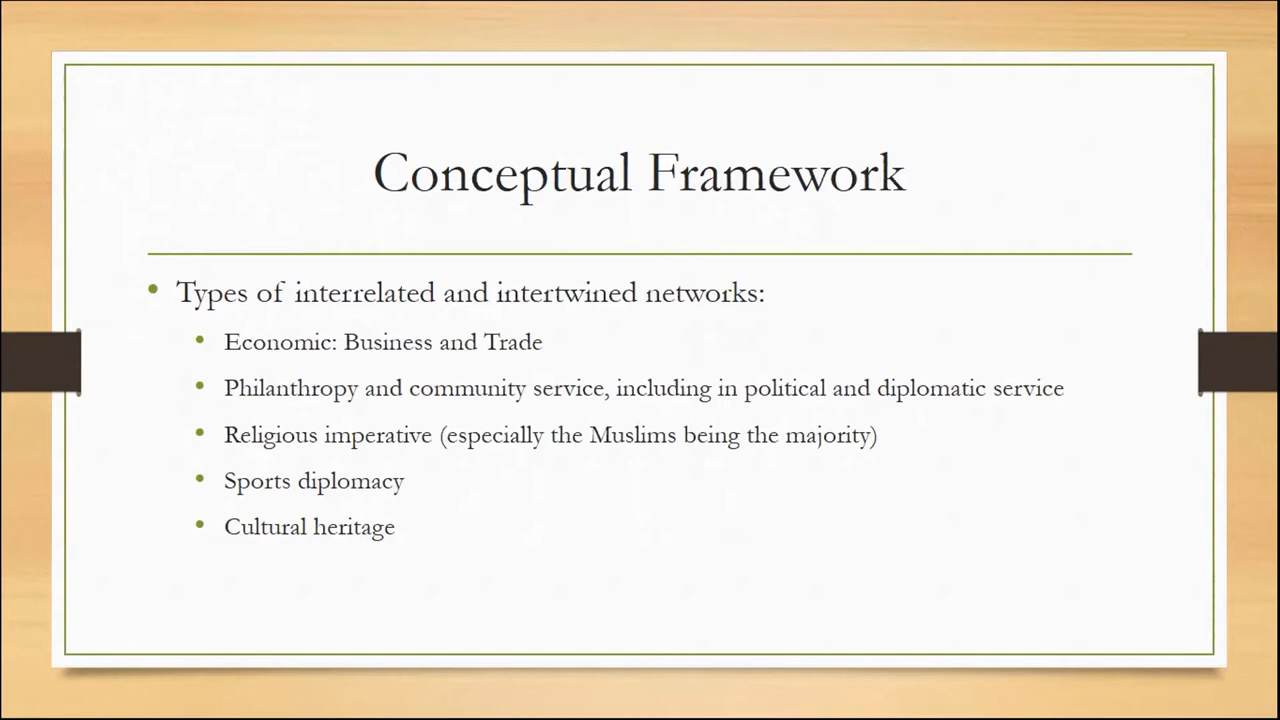 Conceptual Framework
• Types of interrelated and intertwined networks:
• Economic: Business and Trade
• Philanthropy and community service, including in political and diplomatic service
• Religious imperative (especially the Muslims being the majority)
• Sports diplomacy
• Cultural heritage